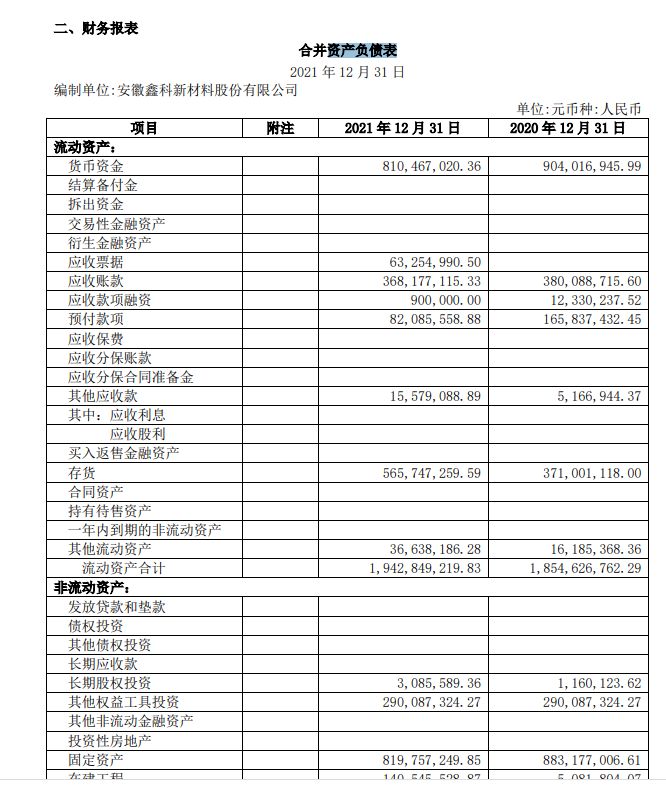 二、财务报表
合并资产负债表
2021 年 12 月 31 日
编制单位:安徽鑫科新材料股份有限公司
单位:元币种:人民币
项目 附注 2021 年 12 月 31 日 2020 年 12 月 31 日
流动资产：
货币资金 810,467,020.36 904,016,945.99
结算备付金
拆出资金
交易性金融资产
衍生金融资产
应收票据 63,254,990.50
应收账款 368,177,115.33 380,088,715.60
应收款项融资 900,000.00 12,330,237.52
预付款项 82,085,558.88 165,837,432.45
应收保费
应收分保账款
应收分保合同准备金
其他应收款 15,579,088.89 5,166,944.37
其中：应收利息
应收股利
买入返售金融资产
存货 565,747,259.59 371,001,118.00
合同资产
持有待售资产
一年内到期的非流动资产
其他流动资产 36,638,186.28 16,185,368.36
流动资产合计 1,942,849,219.83 1,854,626,762.29
非流动资产：
发放贷款和垫款
债权投资
其他债权投资
长期应收款
长期股权投资 3,085,589.36 1,160,123.62
其他权益工具投资 290,087,324.27 290,087,324.27
其他非流动金融资产
投资性房地产
固定资产 819,757,249.85 883,177,006.61
在建工程 140,545,528.87 5,081,804.07